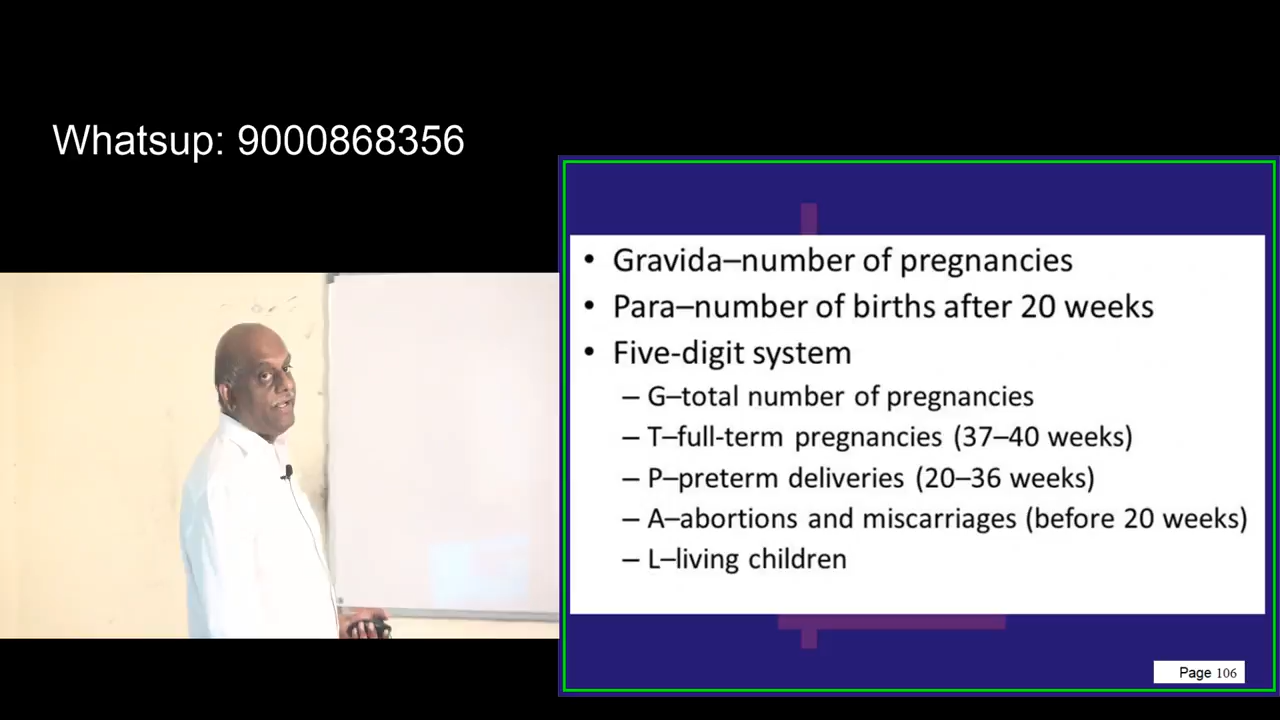 Whatsup: 9000868356
• Gravida–number of pregnancies
• Para–number of births after 20 weeks
• Five-digit system
– G–total number of pregnancies
– T–full-term pregnancies (37–40 weeks)
– P–preterm deliveries (20–36 weeks)
– A–abortions and miscarriages (before 20 weeks)
– L–living children
Page 106